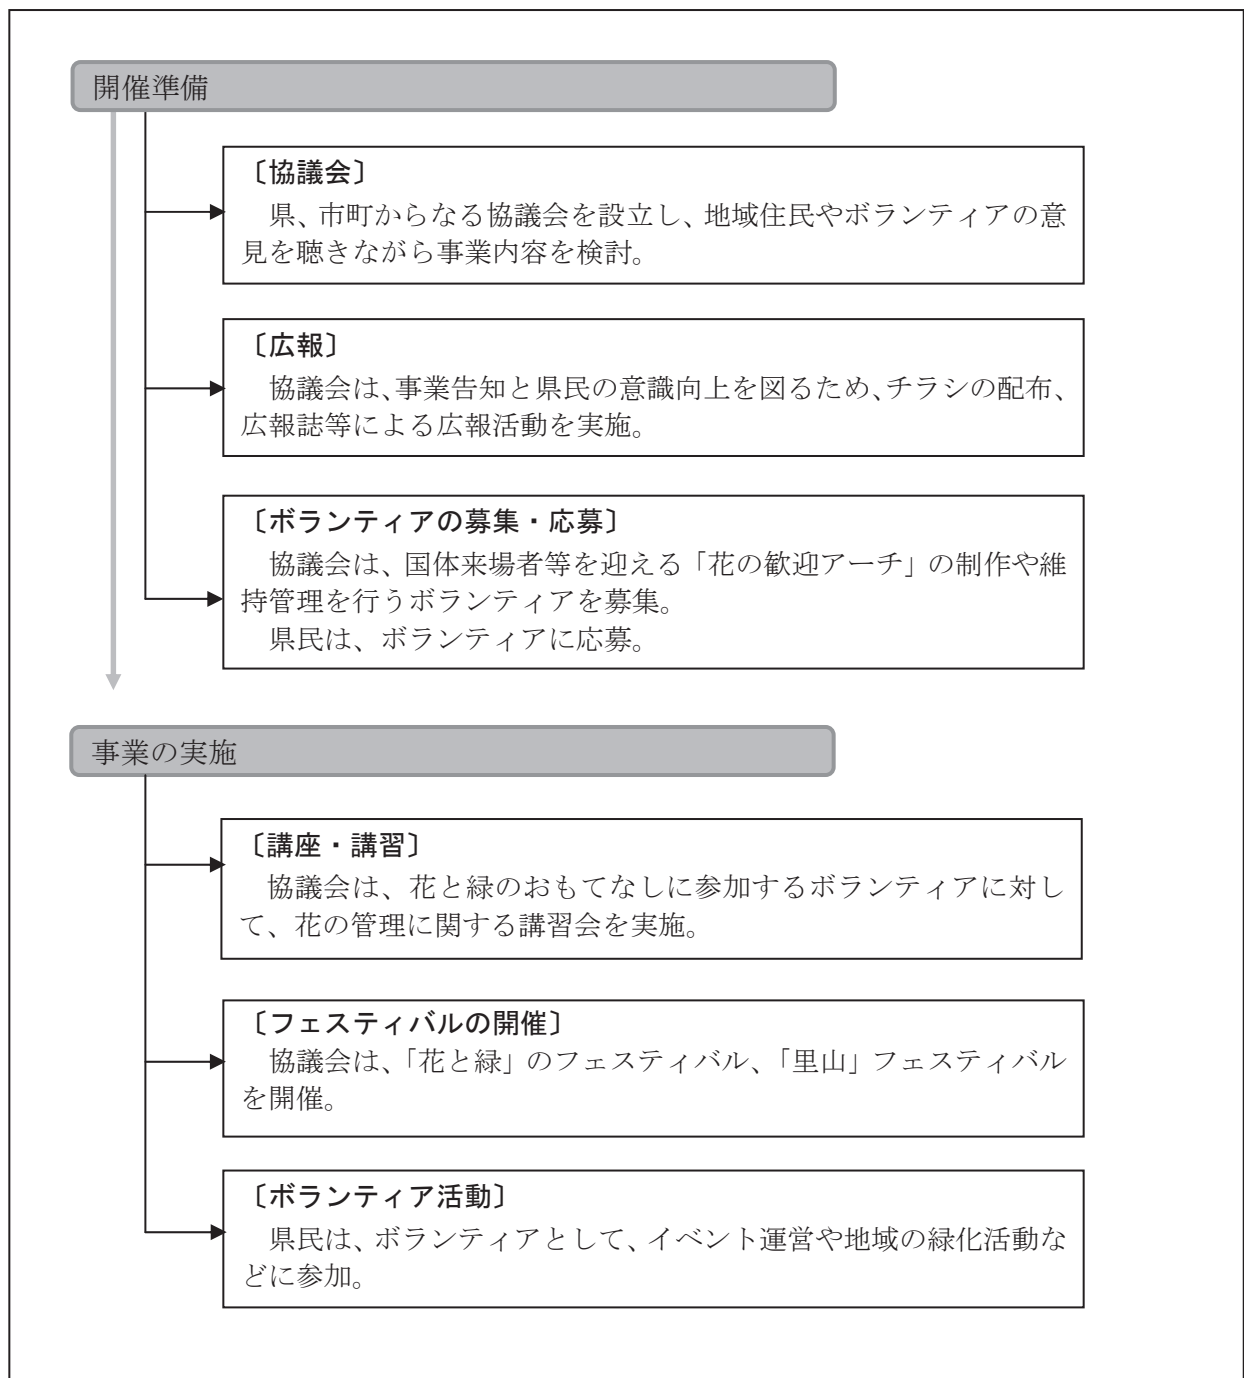 開催準備
〔協議会〕
県、市町からなる協議会を設立し、地域住民やボランティアの意
見を聴きながら事業内容を検討。
〔広報〕
協議会は、事業告知と県民の意識向上を図るため、チラシの配布、
広報誌等による広報活動を実施。
〔ボランティアの募集・応募〕
協議会は、国体来場者等を迎える「花の歓迎アーチ」の制作や維
持管理を行うボランティアを募集。
県民は、ボランティアに応募。
事業の実施
〔講座・講習〕
協議会は、花と緑のおもてなしに参加するボランティアに対し
て、花の管理に関する講習会を実施。
〔フェスティバルの開催〕
協議会は、「花と緑」のフェスティバル、「里山」フェスティバル
を開催。
〔ボランティア活動〕
県民は、ボランティアとして、イベント運営や地域の緑化活動な
どに参加。